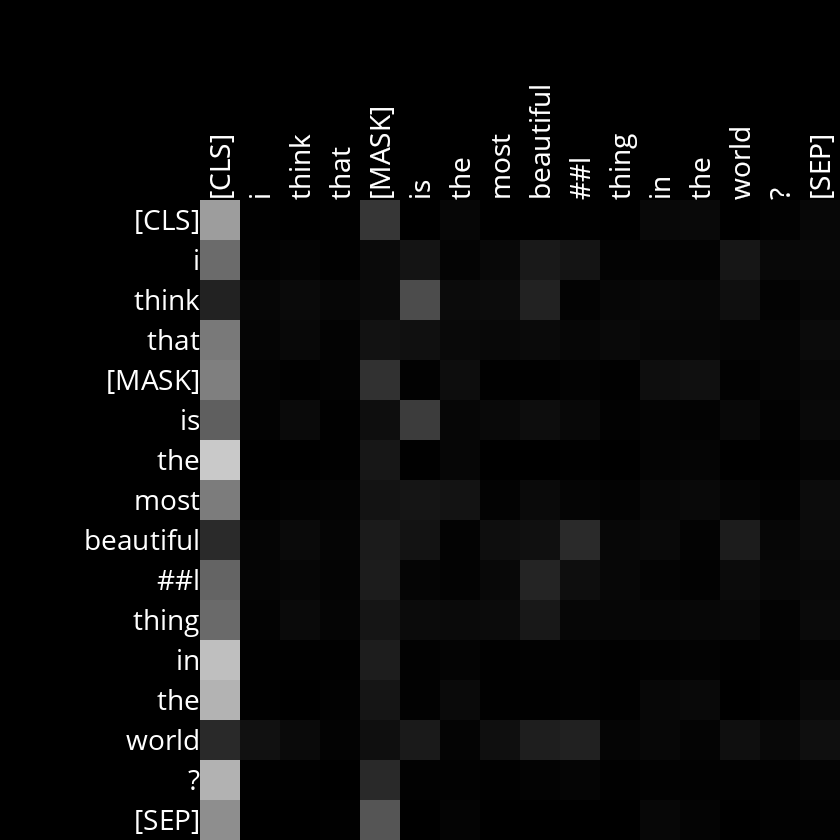 [CLS] i think that [MASK] is the most beautiful ##l thing in the world ? [SEP]
[CLS]
i
think
that
[MASK]
is
the
most
beautiful
##l
thing
in
the
world
?
[SEP]